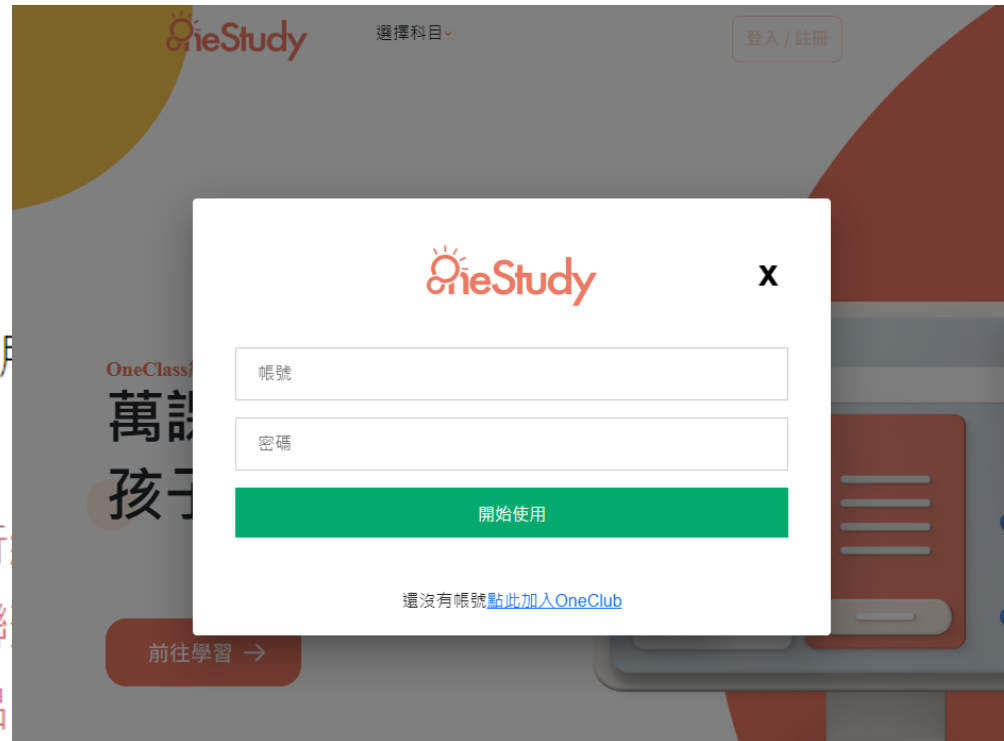 OneStudy
選擇科目
登入 / 註冊
OneStudy
X
帳號
OneClass
萬課
密碼
孩子
開始使用
還沒有帳號點此加入OneClub
前往學習 →